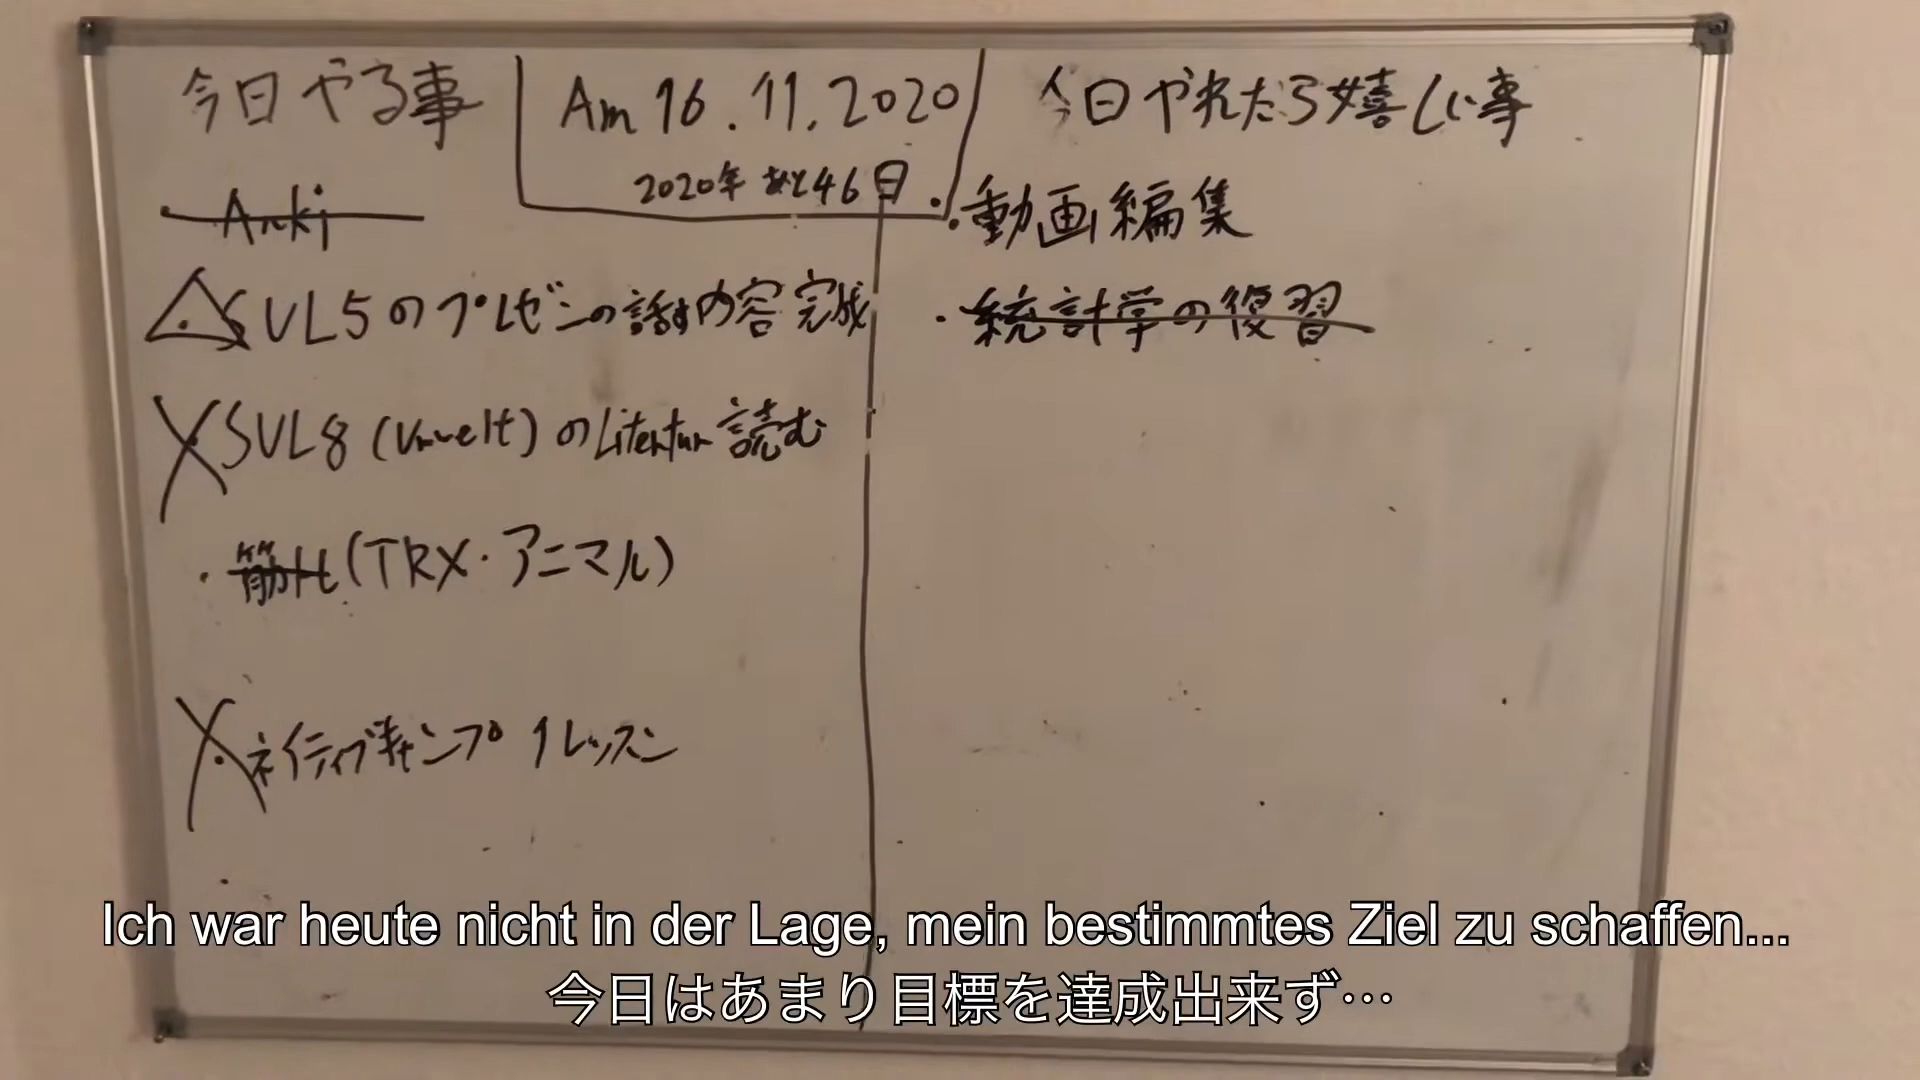 今日やる事
Am 16.11.2020
2020年 あと46日
今日やれたら嬉しい事
Anki
・SVL5のプレゼンの話す内容完成
・SVL8 (Umwelt) のLiteratur 読む
・筋トレ(TRX・アニマル)
・ネイティブキャンプ 1レッスン
・動画編集
・統計学の復習
Ich war heute nicht in der Lage, mein bestimmtes Ziel zu schaffen...
今日はあまり目標を達成出来ず…